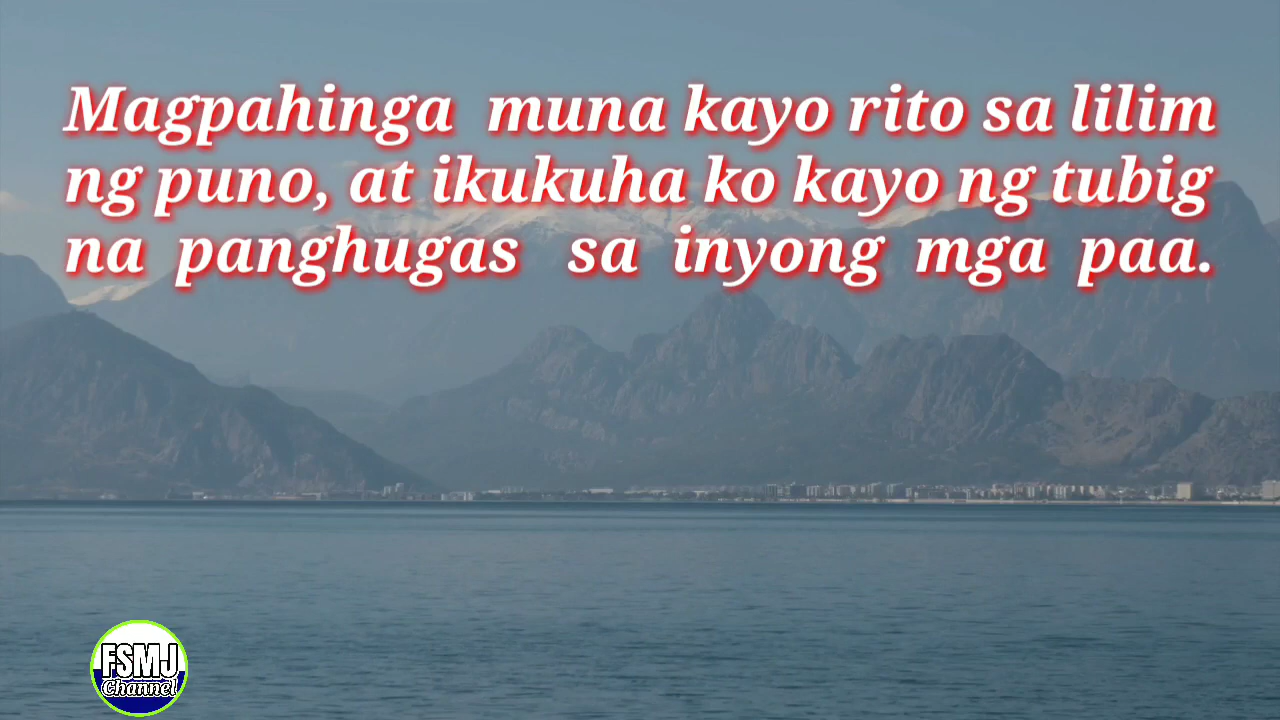 Magpahinga muna kayo rito sa lilim
ng puno, at ikukuha ko kayo ng tubig
na panghugas sa inyong mga paa.
FSMJ
Channel